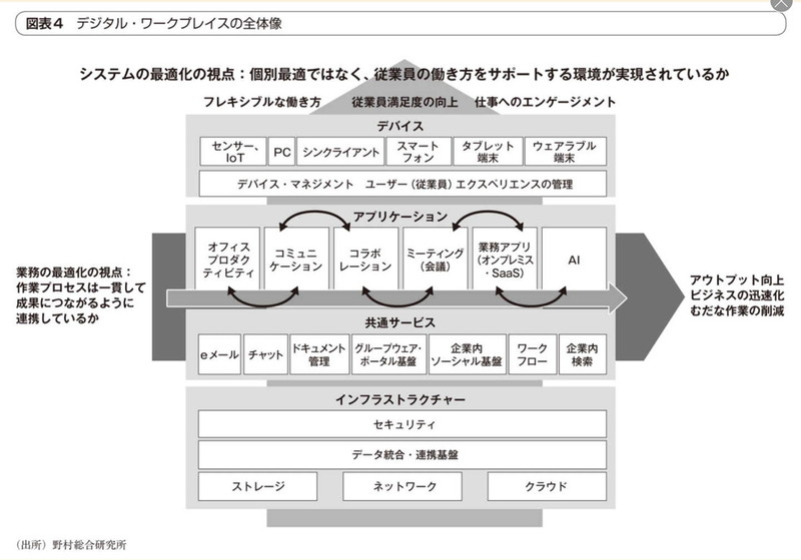 図表4 デジタル・ワークプレイスの全体像
システムの最適化の視点：個別最適ではなく、従業員の働き方をサポートする環境が実現されているか
フレキシブルな働き方 従業員満足度の向上 仕事へのエンゲージメント
デバイス
センサー、
IoT
PC
シンクライアント
スマート
フォン
タブレット
端末
ウェアラブル
端末
デバイス・マネジメント ユーザー（従業員）エクスペリエンスの管理
アプリケーション
オフィス
プロダク
ティビティ
コミュニ
ケーション
コラボ
レーション
ミーティング
（会議）
業務アプリ
（オンプレミス
・SaaS）
AI
業務の最適化の視点：
作業プロセスは一貫して
成果につながるように
連携しているか
アウトプット向上
ビジネスの迅速化
むだな作業の削減
共通サービス
eメール
チャット
ドキュメント
管理
グループウェア・
ポータル基盤
企業内
ソーシャル基盤
ワーク
フロー
企業内
検索
インフラストラクチャー
セキュリティ
データ統合・連携基盤
ストレージ
ネットワーク
クラウド
（出所）野村総合研究所